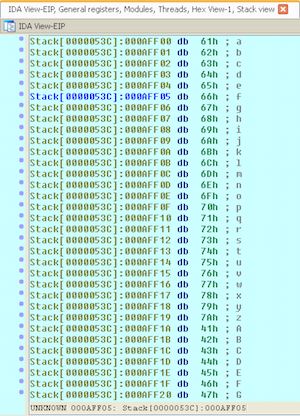 IDA View-EIP, General registers, Modules, Threads, Hex View-1, Stack view
IDA View-EIP
Stack[0000053C]:000AFF00 db 61h ; a
Stack[0000053C]:000AFF01 db 62h ; b
Stack[0000053C]:000AFF02 db 63h ; c
Stack[0000053C]:000AFF03 db 64h ; d
Stack[0000053C]:000AFF04 db 65h ; e
Stack[0000053C]:000AFF05 db 66h ; f
Stack[0000053C]:000AFF06 db 67h ; g
Stack[0000053C]:000AFF07 db 68h ; h
Stack[0000053C]:000AFF08 db 69h ; i
Stack[0000053C]:000AFF09 db 6Ah ; j
Stack[0000053C]:000AFF0A db 6Bh ; k
Stack[0000053C]:000AFF0B db 6Ch ; l
Stack[0000053C]:000AFF0C db 6Dh ; m
Stack[0000053C]:000AFF0D db 6Eh ; n
Stack[0000053C]:000AFF0E db 6Fh ; o
Stack[0000053C]:000AFF0F db 70h ; p
Stack[0000053C]:000AFF10 db 71h ; q
Stack[0000053C]:000AFF11 db 72h ; r
Stack[0000053C]:000AFF12 db 73h ; s
Stack[0000053C]:000AFF13 db 74h ; t
Stack[0000053C]:000AFF14 db 75h ; u
Stack[0000053C]:000AFF15 db 76h ; v
Stack[0000053C]:000AFF16 db 77h ; w
Stack[0000053C]:000AFF17 db 78h ; x
Stack[0000053C]:000AFF18 db 79h ; y
Stack[0000053C]:000AFF19 db 7Ah ; z
Stack[0000053C]:000AFF1A db 41h ; A
Stack[0000053C]:000AFF1B db 42h ; B
Stack[0000053C]:000AFF1C db 43h ; C
Stack[0000053C]:000AFF1D db 44h ; D
Stack[0000053C]:000AFF1E db 45h ; E
Stack[0000053C]:000AFF1F db 46h ; F
Stack[0000053C]:000AFF20 db 47h ; G
UNKNOWN 000AFF05: Stack[0000053C]:000AFF05